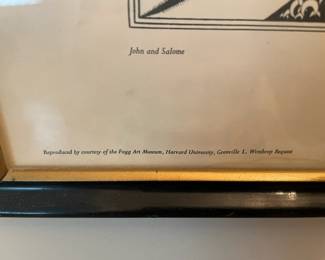 John and Salome
Reproduced by courtesy of the Fogg Art Museum, Harvard University, Grenville L. Winthrop Bequest